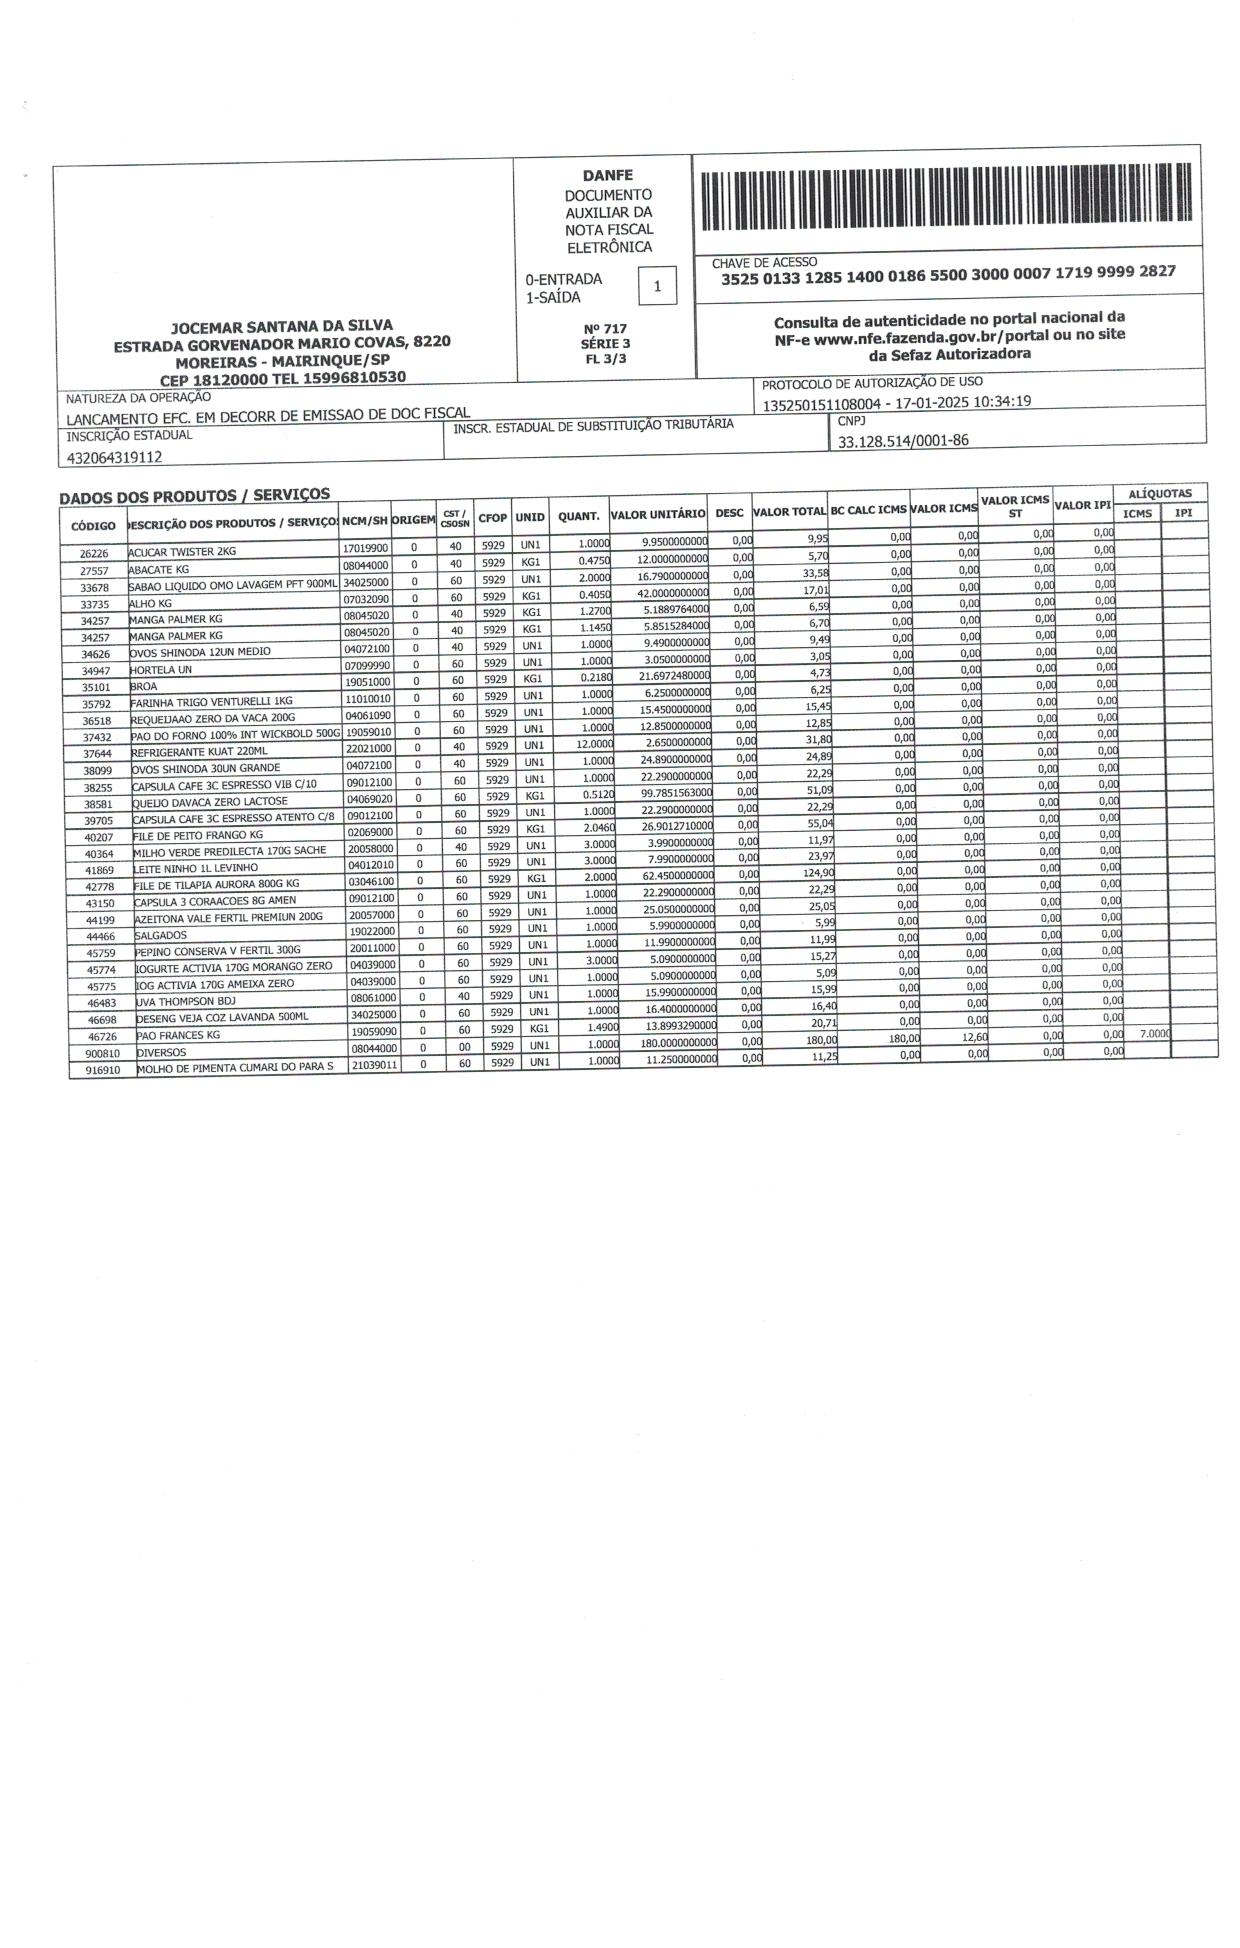 DANFE
DOCUMENTO
AUXILIAR DA
NOTA FISCAL
ELETRÔNICA
0-ENTRADA
1-SAÍDA
1
Nº 717
SÉRIE 3
FL 3/3
CHAVE DE ACESSO
3525 0133 1285 1400 0186 5500 3000 0007 1719 9999 2827
Consulta de autenticidade no portal nacional da
NF-e www.nfe.fazenda.gov.br/portal ou no site
da Sefaz Autorizadora
JOCEMAR SANTANA DA SILVA
ESTRADA GORVENADOR MARIO COVAS, 8220
MOREIRAS - MAIRINQUE/SP
CEP 18120000 TEL 15996810530
NATUREZA DA OPERAÇÃO
LANCAMENTO EFC. EM DECORR DE EMISSAO DE DOC FISCAL
PROTOCOLO DE AUTORIZAÇÃO DE USO
135250151108004 - 17-01-2025 10:34:19
INSCRIÇÃO ESTADUAL
432064319112
INSCR. ESTADUAL DE SUBSTITUIÇÃO TRIBUTÁRIA
CNPJ
33.128.514/0001-86
DADOS DOS PRODUTOS / SERVIÇOS
CÓDIGO DESCRIÇÃO DOS PRODUTOS / SERVIÇOS NCM/SH ORIGEM CST / CSOSN CFOP UNID QUANT. VALOR UNITÁRIO DESC VALOR TOTAL BC CALC ICMS VALOR ICMS VALOR ICMS ST VALOR IPI ALÍQUOTAS ICMS IPI
26226 ACUCAR TWISTER 2KG 17019900 0 40 5929 UN1 1.0000 9.9500000000 0,00 9,95 0,00 0,00 0,00 0,00
27557 ABACATE KG 08044000 0 40 5929 KG1 0.4750 12.0000000000 0,00 5,70 0,00 0,00 0,00 0,00
33678 SABAO LIQUIDO OMO LAVAGEM PFT 900ML 34025000 0 60 5929 UN1 2.0000 16.7900000000 0,00 33,58 0,00 0,00 0,00 0,00
33735 ALHO KG 07032090 0 60 5929 KG1 0.4050 42.0000000000 0,00 17,01 0,00 0,00 0,00 0,00
34257 MANGA PALMER KG 08045020 0 40 5929 KG1 1.2700 5.1889764000 0,00 6,59 0,00 0,00 0,00 0,00
34257 MANGA PALMER KG 08045020 0 40 5929 KG1 1.1450 5.8515284000 0,00 6,70 0,00 0,00 0,00 0,00
34626 OVOS SHINODA 12UN MEDIO 04072100 0 40 5929 UN1 1.0000 9.4900000000 0,00 9,49 0,00 0,00 0,00 0,00
34947 HORTELA UN 07099990 0 60 5929 UN1 1.0000 3.0500000000 0,00 3,05 0,00 0,00 0,00 0,00
35101 BROA 19051000 0 60 5929 KG1 0.2180 21.6972480000 0,00 4,73 0,00 0,00 0,00 0,00
35792 FARINHA TRIGO VENTURELLI 1KG 11010010 0 60 5929 UN1 1.0000 6.2500000000 0,00 6,25 0,00 0,00 0,00 0,00
36518 REQUEIJAAO ZERO DA VACA 200G 04061090 0 60 5929 UN1 1.0000 15.4500000000 0,00 15,45 0,00 0,00 0,00 0,00
37432 PAO DO FORNO 100% INT WICKBOLD 500G 19059010 0 60 5929 UN1 1.0000 12.8500000000 0,00 12,85 0,00 0,00 0,00 0,00
37644 REFRIGERANTE KUAT 220ML 22021000 0 40 5929 UN1 12.0000 2.6500000000 0,00 31,80 0,00 0,00 0,00 0,00
38099 OVOS SHINODA 30UN GRANDE 04072100 0 40 5929 UN1 1.0000 24.8900000000 0,00 24,89 0,00 0,00 0,00 0,00
38255 CAPSULA CAFE 3C ESPRESSO VIB C/10 09012100 0 60 5929 UN1 1.0000 22.2900000000 0,00 22,29 0,00 0,00 0,00 0,00
38581 QUEIJO DAVACA ZERO LACTOSE 04069020 0 60 5929 KG1 0.5120 99.7851563000 0,00 51,09 0,00 0,00 0,00 0,00
39705 CAPSULA CAFE 3C ESPRESSO ATENTO C/8 09012100 0 60 5929 UN1 1.0000 22.2900000000 0,00 22,29 0,00 0,00 0,00 0,00
40207 FILE DE PEITO FRANGO KG 02069000 0 60 5929 KG1 2.0460 26.9012710000 0,00 55,04 0,00 0,00 0,00 0,00
40364 MILHO VERDE PREDILECTA 170G SACHE 20058000 0 40 5929 UN1 3.0000 3.9900000000 0,00 11,97 0,00 0,00 0,00 0,00
41869 LEITE NINHO 1L LEVINHO 04012010 0 60 5929 UN1 3.0000 7.9900000000 0,00 23,97 0,00 0,00 0,00 0,00
42778 FILE DE TILAPIA AURORA 800G KG 03046100 0 60 5929 KG1 2.0000 62.4500000000 0,00 124,90 0,00 0,00 0,00 0,00
43150 CAPSULA 3 CORAACOES 8G AMEN 09012100 0 60 5929 UN1 1.0000 22.2900000000 0,00 22,29 0,00 0,00 0,00 0,00
44199 AZEITONA VALE FERTIL PREMIUN 200G 20057000 0 60 5929 UN1 1.0000 25.0500000000 0,00 25,05 0,00 0,00 0,00 0,00
44466 SALGADOS 19022000 0 60 5929 UN1 1.0000 5.9900000000 0,00 5,99 0,00 0,00 0,00 0,00
45759 PEPINO CONSERVA V FERTIL 300G 20011000 0 60 5929 UN1 1.0000 11.9900000000 0,00 11,99 0,00 0,00 0,00 0,00
45774 IOGURTE ACTIVIA 170G MORANGO ZERO 04039000 0 60 5929 UN1 3.0000 5.0900000000 0,00 15,27 0,00 0,00 0,00 0,00
45775 IOG ACTIVIA 170G AMEIXA ZERO 04039000 0 60 5929 UN1 1.0000 5.0900000000 0,00 5,09 0,00 0,00 0,00 0,00
46483 UVA THOMPSON BDJ 08061000 0 40 5929 UN1 1.0000 15.9900000000 0,00 15,99 0,00 0,00 0,00 0,00
46698 DESENG VEJA COZ LAVANDA 500ML 34025000 0 60 5929 UN1 1.0000 16.4000000000 0,00 16,40 0,00 0,00 0,00 0,00
46726 PAO FRANCES KG 19059090 0 60 5929 KG1 1.4900 13.8993290000 0,00 20,71 0,00 0,00 0,00 0,00
900810 DIVERSOS 08044000 0 00 5929 UN1 1.0000 180.0000000000 0,00 180,00 180,00 12,60 0,00 0,00 7.0000
916910 MOLHO DE PIMENTA CUMARI DO PARA S 21039011 0 60 5929 UN1 1.0000 11.2500000000 0,00 11,25 0,00 0,00 0,00 0,00